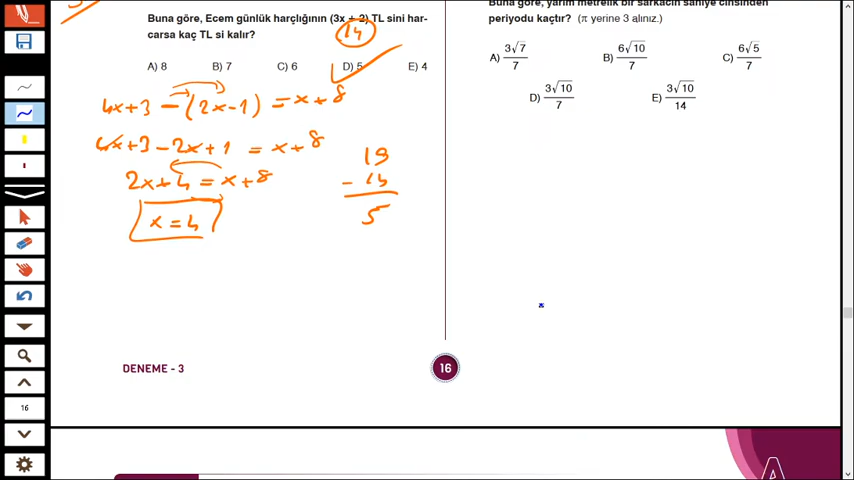 Buna göre, Ecem günlük harçlığının (3x + 2) TL sini har-
carsa kaç TL si kalır?
14
A) 8 B) 7 C) 6 D) 5 E) 4
4x+3 - (2x-1) = x+8
4x+3-2x+1 = x+8
2x+4 = x+8
x = 4
19
- 14
5
DENEME - 3
16
Buna göre, yarım metrelik bir sarkacın saniye cinsinden
periyodu kaçtır? (π yerine 3 alınız.)
A) 3√7/7 B) 6√10/7 C) 6√5/7
D) 3√10/7 E) 3√10/14
16
A